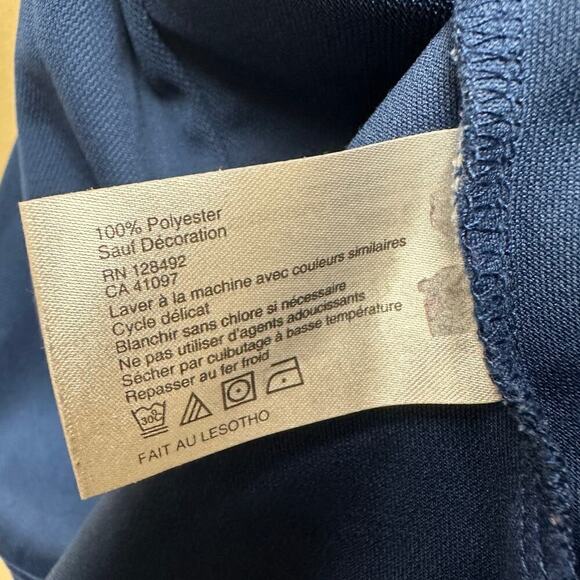 100% Polyester
Sauf Décoration
RN 128492
CA 41097
Laver à la machine avec couleurs similaires
Cycle délicat
Blanchir sans chlore si nécessaire
Ne pas utiliser d'agents adoucissants
Sécher par culbutage à basse température
Repasser au fer froid
30°
FAIT AU LESOTHO